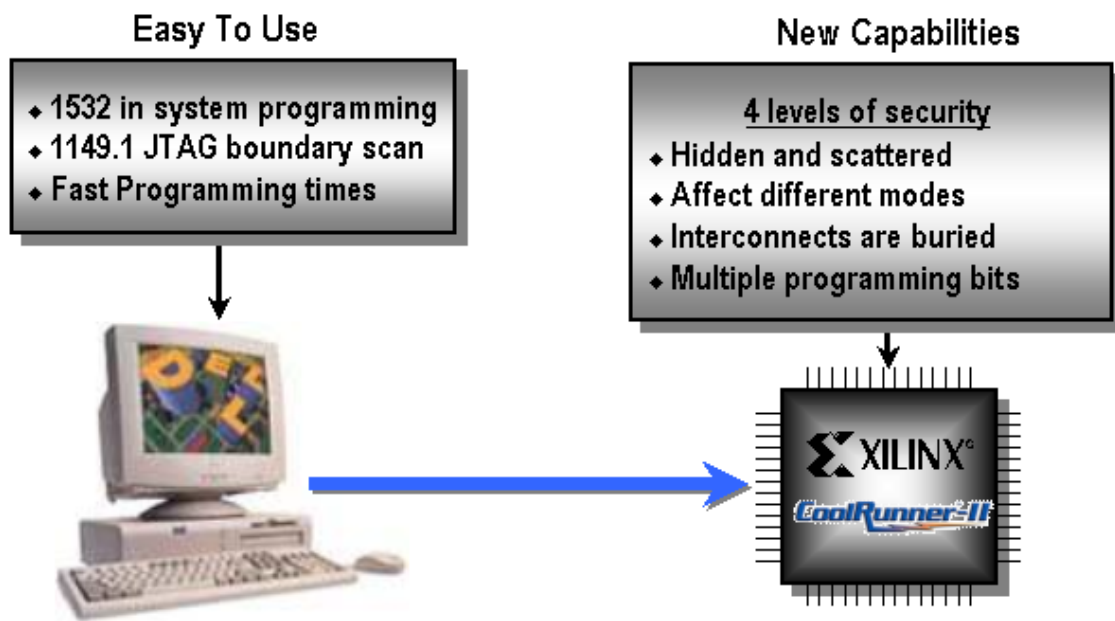 Easy To Use
◆ 1532 in system programming
◆ 1149.1 JTAG boundary scan
◆ Fast Programming times
New Capabilities
4 levels of security
◆ Hidden and scattered
◆ Affect different modes
◆ Interconnects are buried
◆ Multiple programming bits
DELL
XILINX®
CoolRunner-II